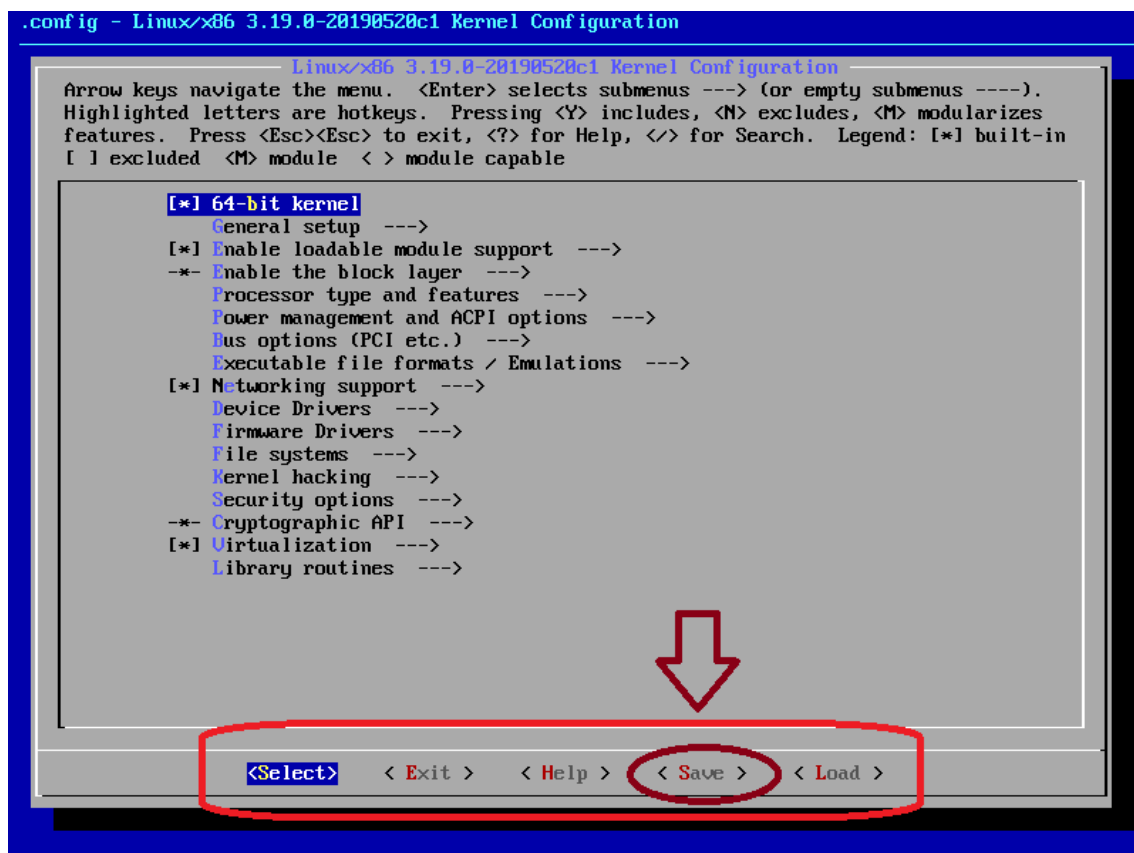 .config - Linux/x86 3.19.0-20190520c1 Kernel Configuration
Linux/x86 3.19.0-20190520c1 Kernel Configuration
Arrow keys navigate the menu.  <Enter> selects submenus ---> (or empty submenus ----).
Highlighted letters are hotkeys.  Pressing <Y> includes, <N> excludes, <M> modularizes
features.  Press <Esc><Esc> to exit, <?> for Help, </> for Search.  Legend: [*] built-in
[ ] excluded  <M> module  < > module capable
[*] 64-bit kernel
General setup  --->
[*] Enable loadable module support  --->
-*- Enable the block layer  --->
Processor type and features  --->
Power management and ACPI options  --->
Bus options (PCI etc.)  --->
Executable file formats / Emulations  --->
[*] Networking support  --->
Device Drivers  --->
Firmware Drivers  --->
File systems  --->
Kernel hacking  --->
Security options  --->
-*- Cryptographic API  --->
[*] Virtualization  --->
Library routines  --->
<Select>    < Exit >    < Help >    < Save >    < Load >